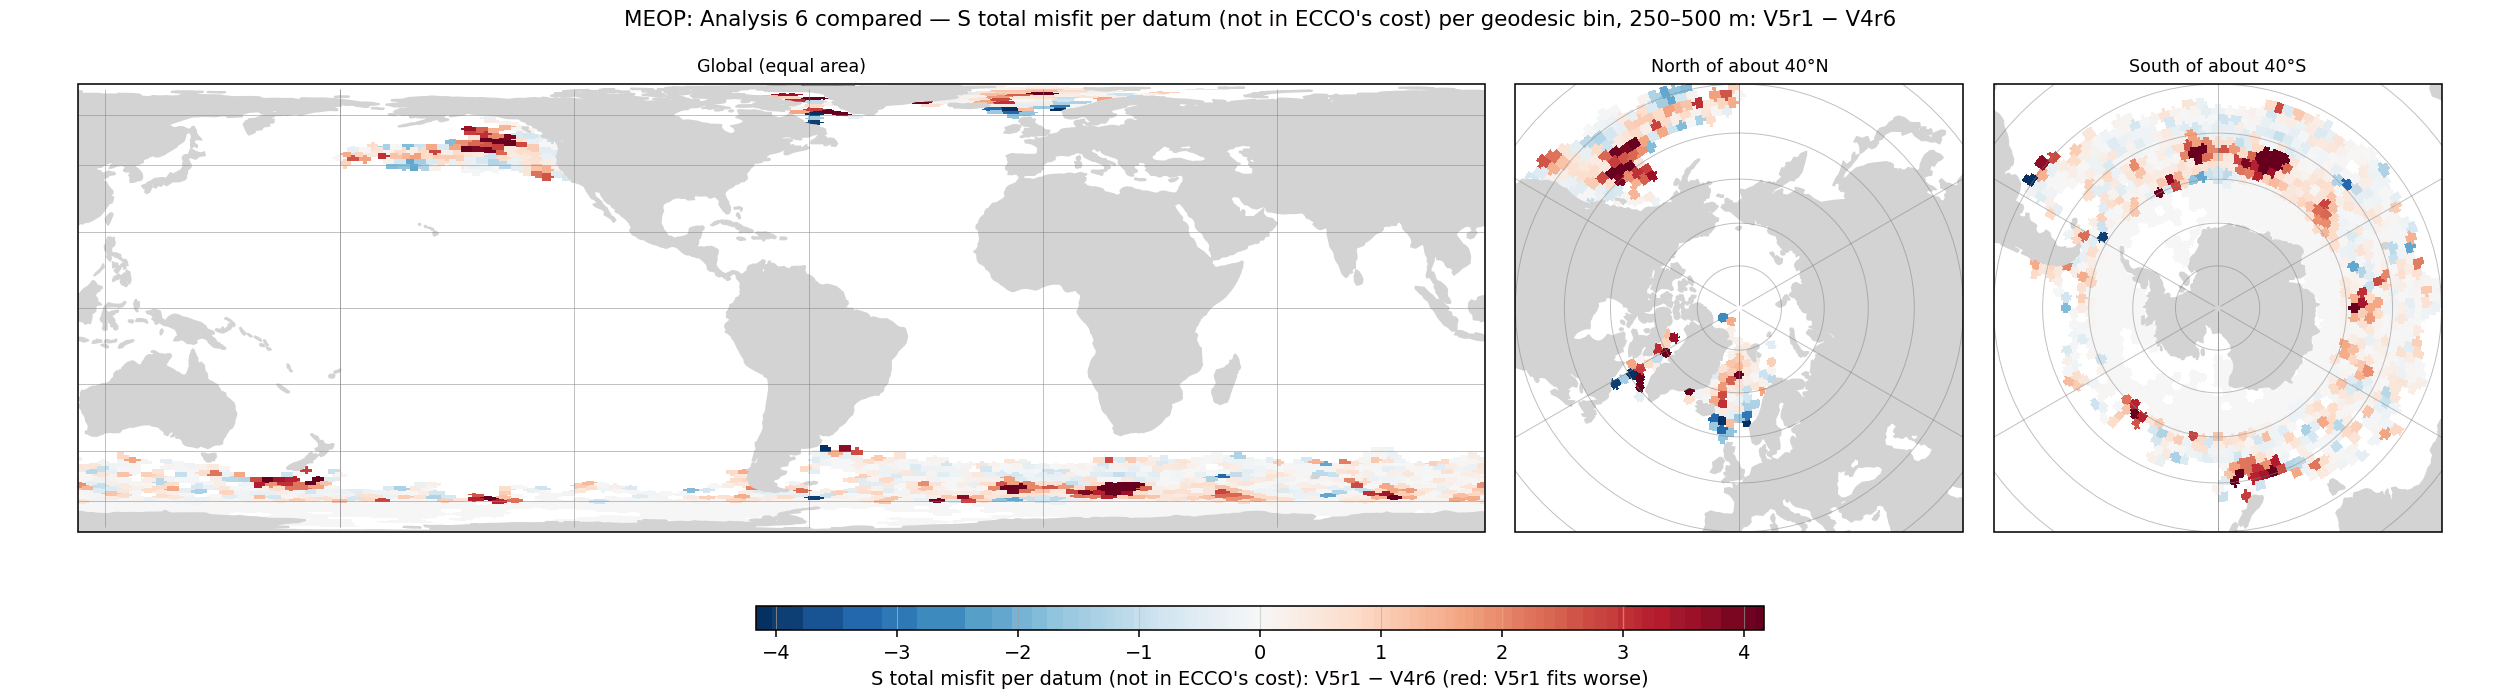 MEOP: Analysis 6 compared — S total misfit per datum (not in ECCO's cost) per geodesic bin, 250–500 m: V5r1 − V4r6
Global (equal area)
North of about 40°N
South of about 40°S
−4 −3 −2 −1 0 1 2 3 4
S total misfit per datum (not in ECCO's cost): V5r1 − V4r6 (red: V5r1 fits worse)